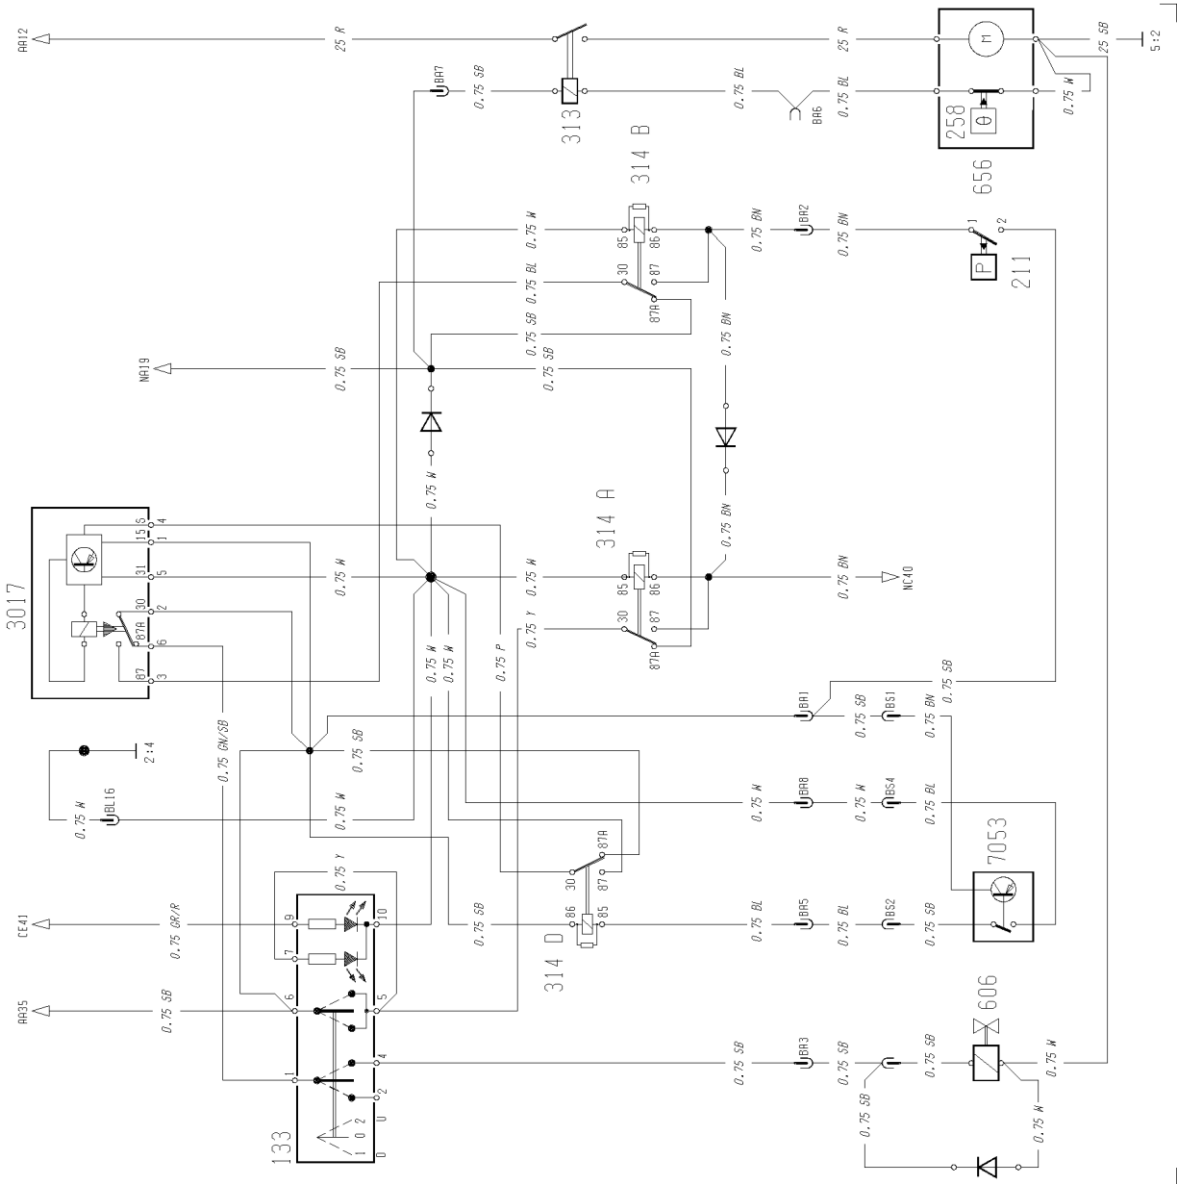 AA12
25 R
25 R
25 SB
5:2
M
BA7
0.75 SB
0.75 BL
0.75 BL
BA6
0.75 W
313
258
θ
656
314 B
0.75 W
85
86
0.75 BN
BA2
0.75 BN
1
2
P
211
0.75 BL
30
87
87A
0.75 SB
0.75 BN
NA19
0.75 SB
0.75 SB
0.75 W
0.75 BN
314 A
3017
15
S
1
4
31
5
30
2
87A
6
87
3
0.75 W
0.75 W
85
86
0.75 BN
NC40
0.75 Y
30
87
87A
0.75 W
0.75 W
0.75 P
0.75 SB
BA1
0.75 SB
BS1
0.75 BN
0.75 GN/SB
0.75 SB
2:4
0.75 W
BL16
0.75 W
0.75 W
BA8
0.75 W
BS4
0.75 BL
87A
30
87
7053
0.75 Y
CE41
0.75 GR/R
9
10
0.75 SB
86
85
0.75 BL
BA5
0.75 BL
BS2
0.75 SB
7
314 D
AA35
0.75 SB
6
5
606
1
4
2
0.75 SB
BA3
0.75 SB
0.75 SB
0.75 W
133
1
0
2
0
U
0.75 SB
0.75 W